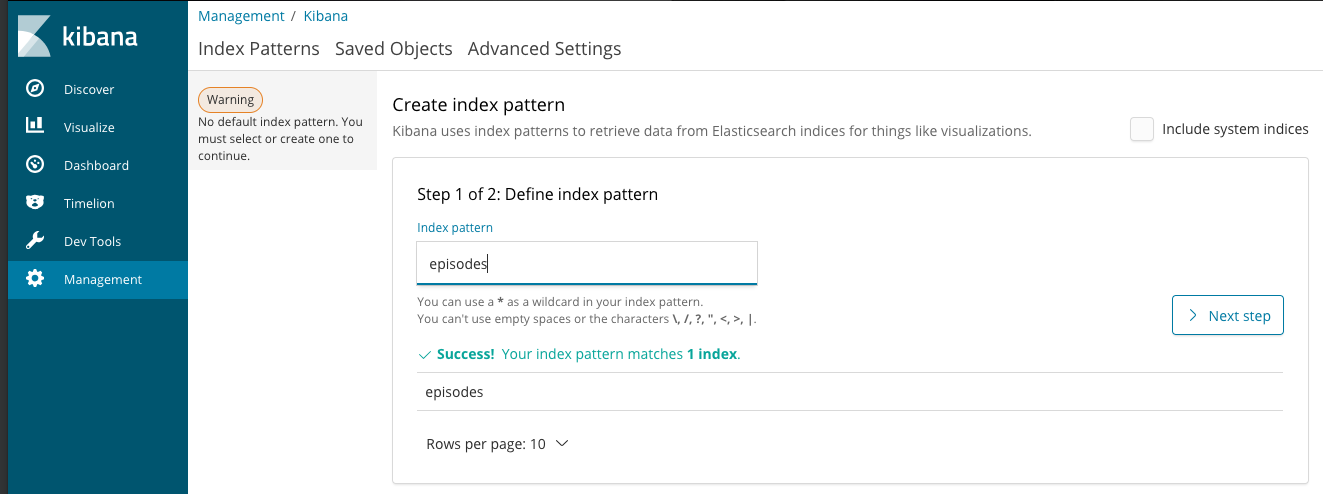 kibana
Discover
Visualize
Dashboard
Timelion
Dev Tools
Management
Management / Kibana
Index Patterns Saved Objects Advanced Settings
Warning
No default index pattern. You
must select or create one to
continue.
Create index pattern
Kibana uses index patterns to retrieve data from Elasticsearch indices for things like visualizations.
Include system indices
Step 1 of 2: Define index pattern
Index pattern
episodes
You can use a * as a wildcard in your index pattern.
You can't use empty spaces or the characters \, /, ?, ", <, >, |.
Next step
Success! Your index pattern matches 1 index.
episodes
Rows per page: 10